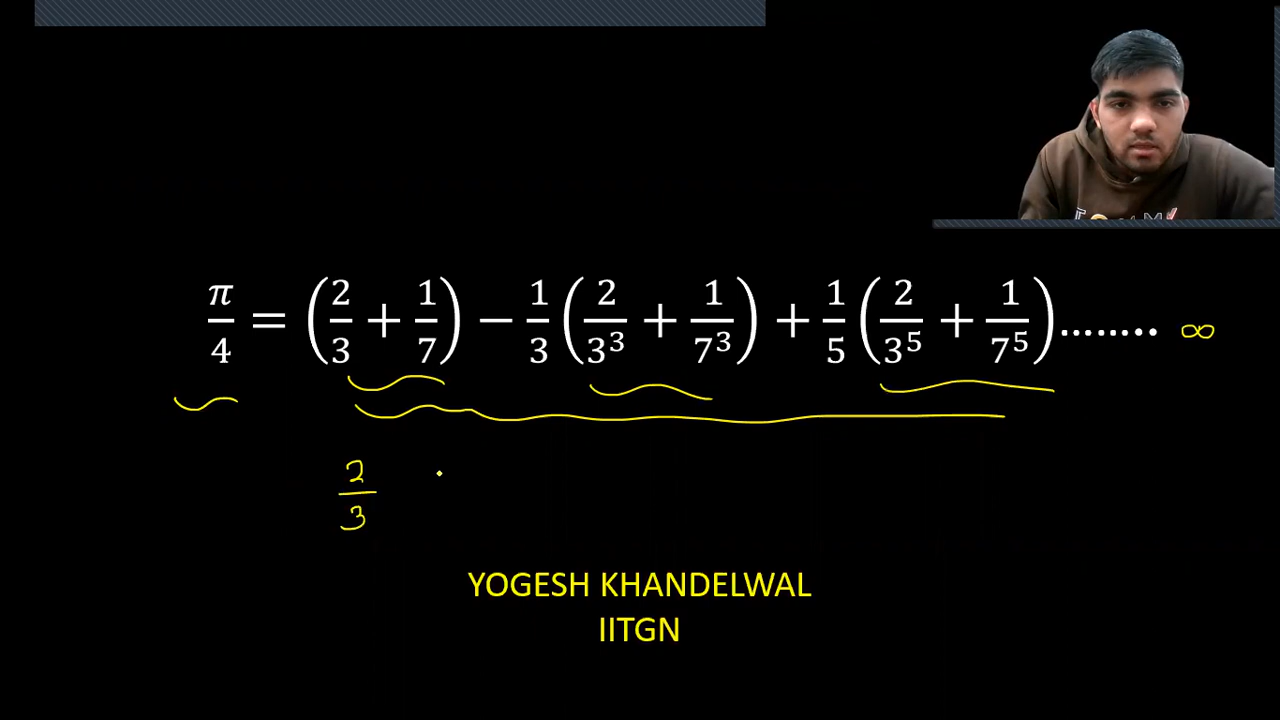 π/4 = (2/3 + 1/7) − 1/3 (2/3³ + 1/7³) + 1/5 (2/3⁵ + 1/7⁵)........ ∞
2/3
YOGESH KHANDELWAL
IITGN